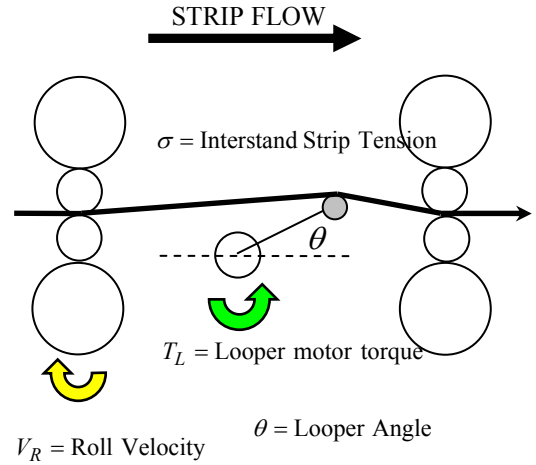 STRIP FLOW
σ = Interstand Strip Tension
θ
T_L = Looper motor torque
θ = Looper Angle
V_R = Roll Velocity